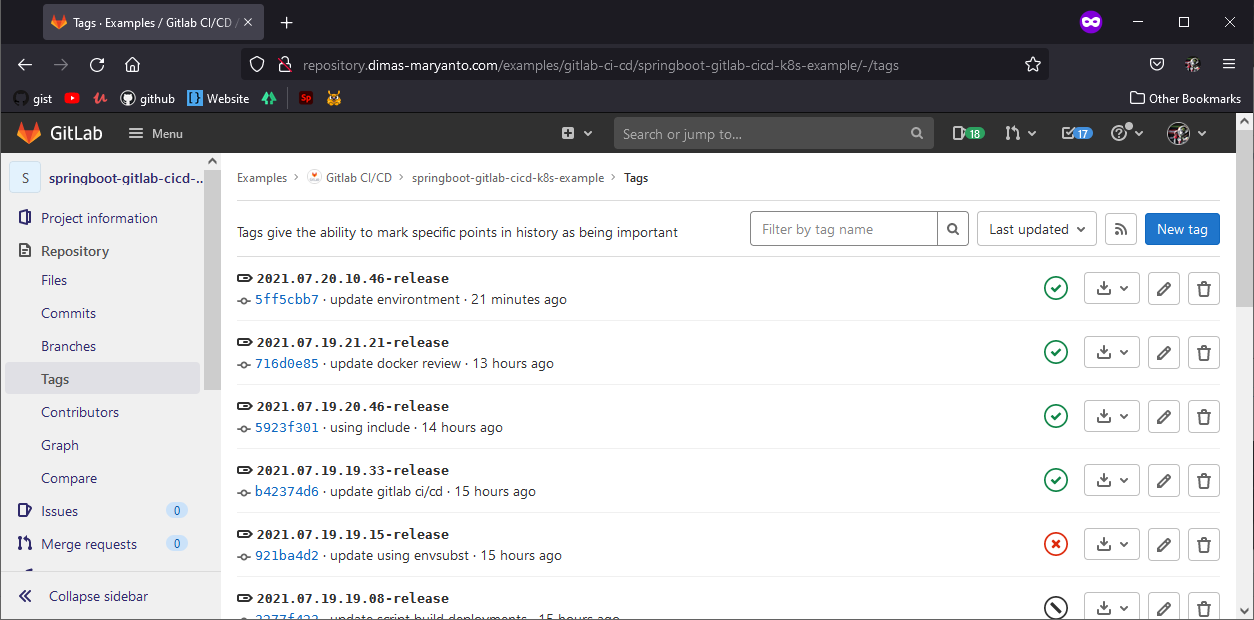 Tags · Examples / Gitlab CI/CD /
repository.dimas-maryanto.com/examples/gitlab-ci-cd/springboot-gitlab-cicd-k8s-example/-/tags
gist
github
Website
Sp
Other Bookmarks
GitLab
Menu
Search or jump to...
18
17
S
springboot-gitlab-cicd-...
Project information
Repository
Files
Commits
Branches
Tags
Contributors
Graph
Compare
Issues 0
Merge requests 0
Collapse sidebar
Examples > Gitlab CI/CD > springboot-gitlab-cicd-k8s-example > Tags
Tags give the ability to mark specific points in history as being important
Filter by tag name
Last updated
New tag
2021.07.20.10.46-release
5ff5cbb7 · update environtment · 21 minutes ago
2021.07.19.21.21-release
716d0e85 · update docker review · 13 hours ago
2021.07.19.20.46-release
5923f301 · using include · 14 hours ago
2021.07.19.19.33-release
b42374d6 · update gitlab ci/cd · 15 hours ago
2021.07.19.19.15-release
921ba4d2 · update using envsubst · 15 hours ago
2021.07.19.19.08-release
· update script build deployments · 15 hours ago